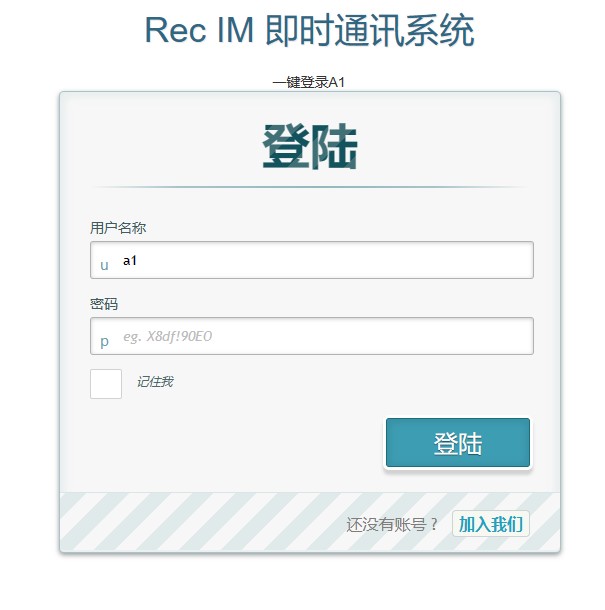 Rec IM 即时通讯系统
一键登录A1
登陆
用户名称
u a1
密码
p eg. X8df!90EO
记住我
登陆
还没有账号？ 加入我们